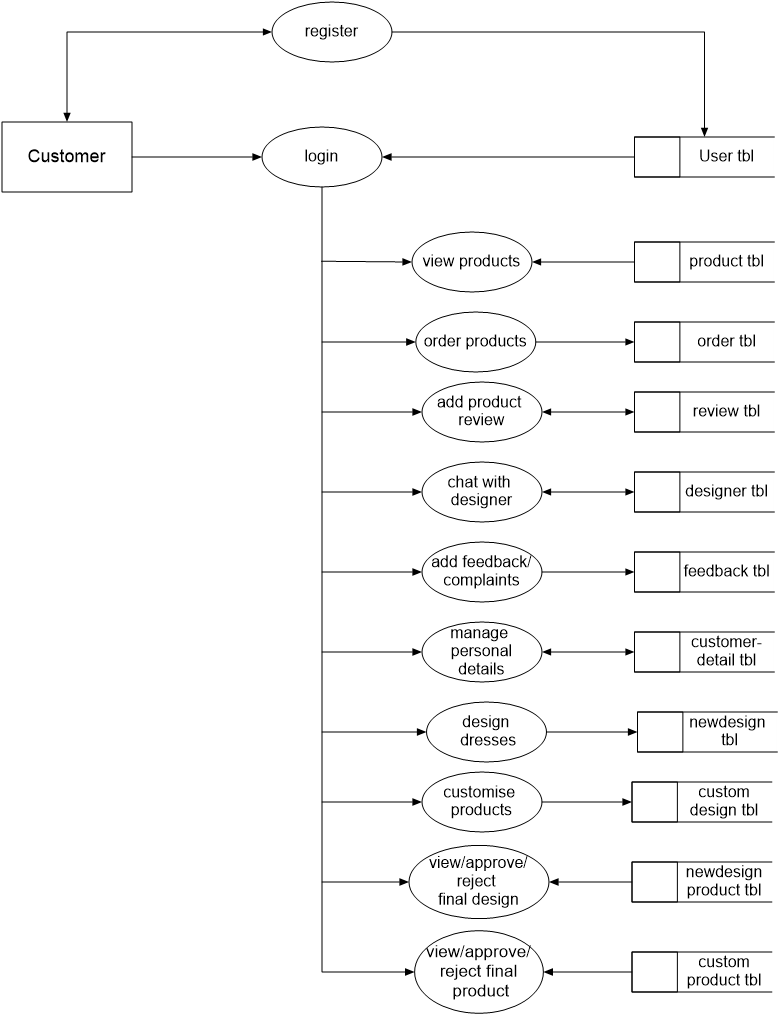 register
Customer
login
User tbl
view products
product tbl
order products
order tbl
add product
review
review tbl
chat with
designer
designer tbl
add feedback/
complaints
feedback tbl
manage
personal
details
customer-
detail tbl
design
dresses
newdesign
tbl
customise
products
custom
design tbl
view/approve/
reject
final design
newdesign
product tbl
view/approve/
reject final
product
custom
product tbl